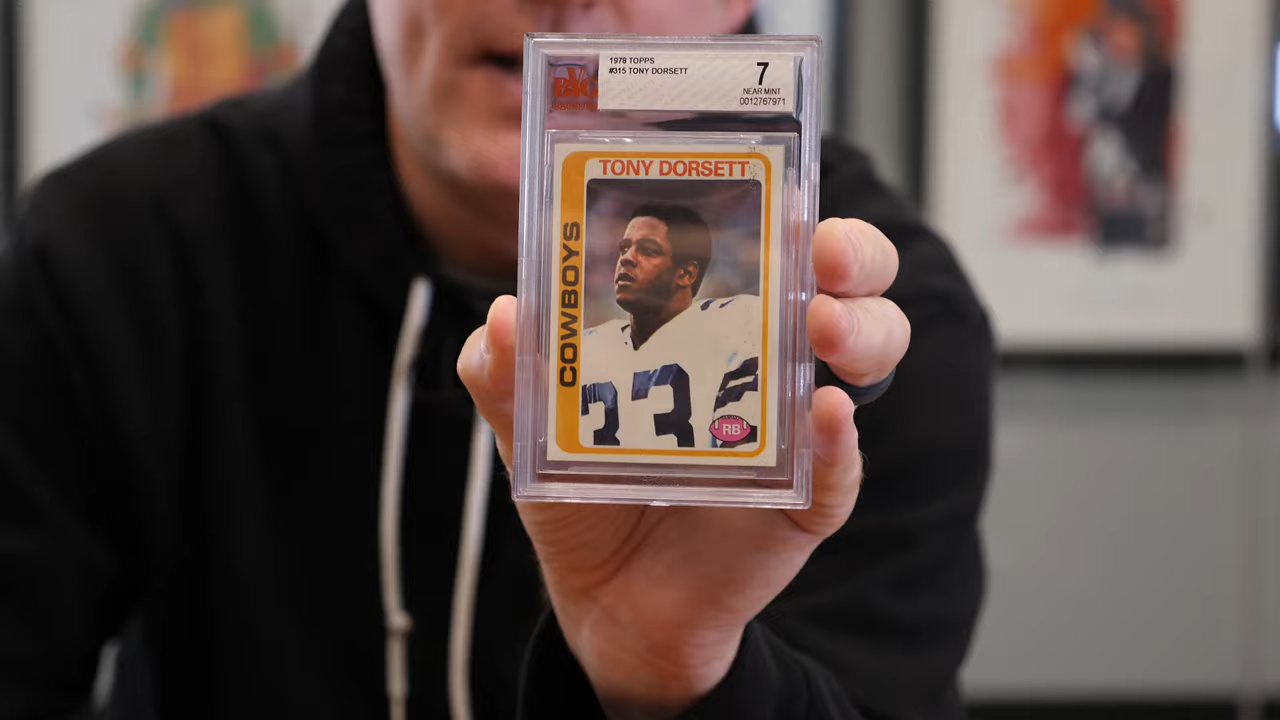 1978 TOPPS
#315 TONY DORSETT
7
NEAR MINT
0012767971
TONY DORSETT
COWBOYS
33
RB